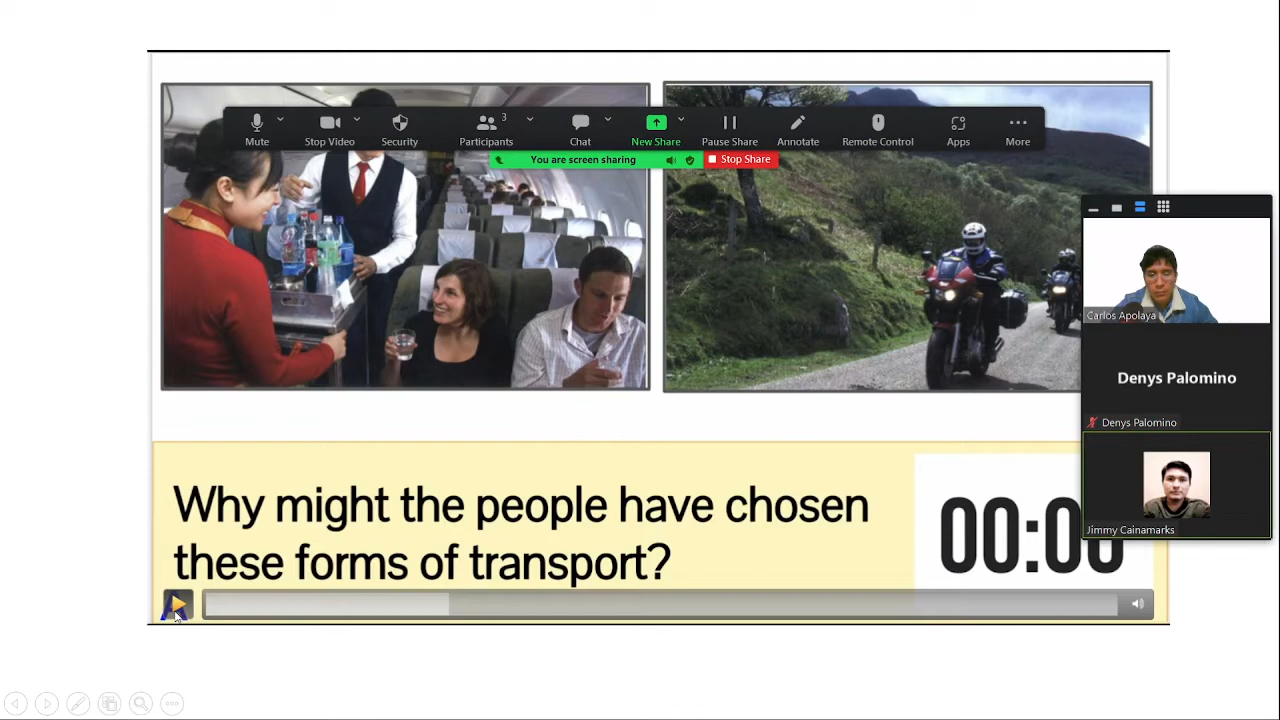 3
Mute
Stop Video
Security
Participants
Chat
New Share
Pause Share
Annotate
Remote Control
Apps
More
You are screen sharing
Stop Share
Carlos Apolaya
Denys Palomino
Denys Palomino
Jimmy Cainamarks
Why might the people have chosen
these forms of transport?
00:00